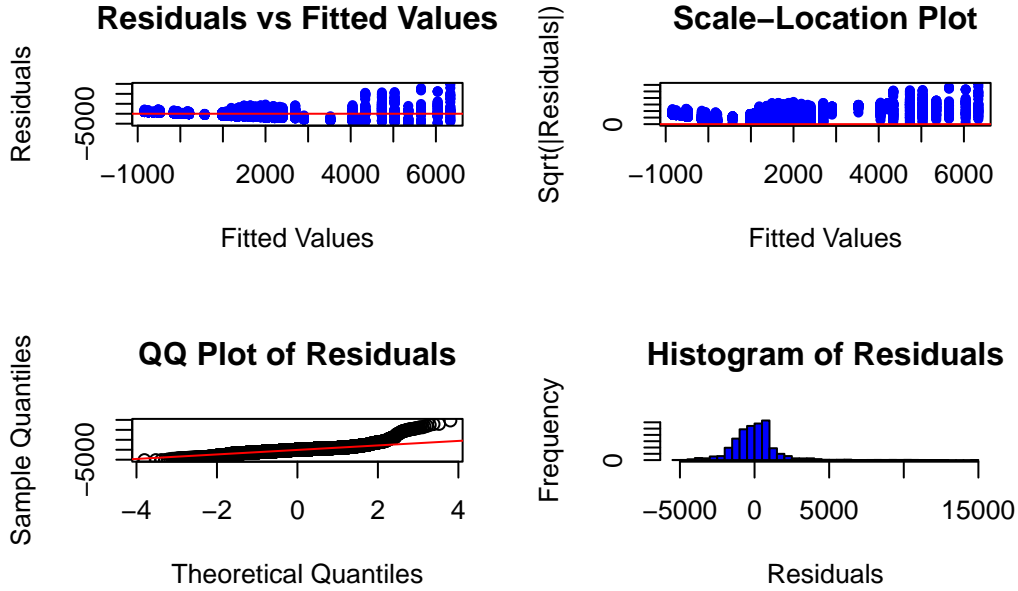 Residuals vs Fitted Values
Residuals
−5000
−1000 2000 4000 6000
Fitted Values
Scale−Location Plot
Sqrt(|Residuals|)
0
−1000 2000 4000 6000
Fitted Values
QQ Plot of Residuals
Sample Quantiles
−5000
−4 −2 0 2 4
Theoretical Quantiles
Histogram of Residuals
Frequency
0
−5000 0 5000 15000
Residuals